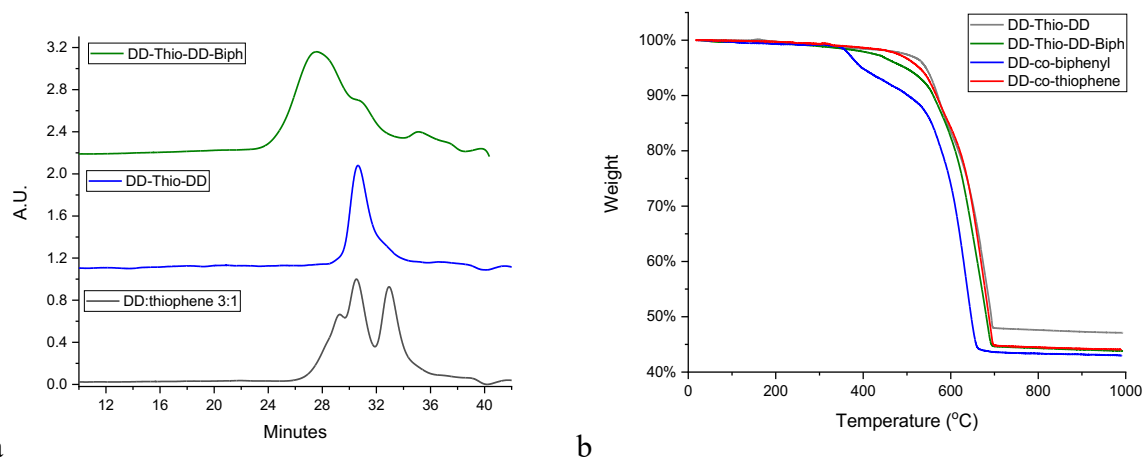 DD-Thio-DD-Biph
DD-Thio-DD
DD:thiophene 3:1
3.2
2.8
2.4
2.0
1.6
1.2
0.8
0.4
0.0
A.U.
12 16 20 24 28 32 36 40
Minutes
a
DD-Thio-DD
DD-Thio-DD-Biph
DD-co-biphenyl
DD-co-thiophene
100%
90%
80%
70%
60%
50%
40%
Weight
0 200 400 600 800 1000
Temperature (°C)
b